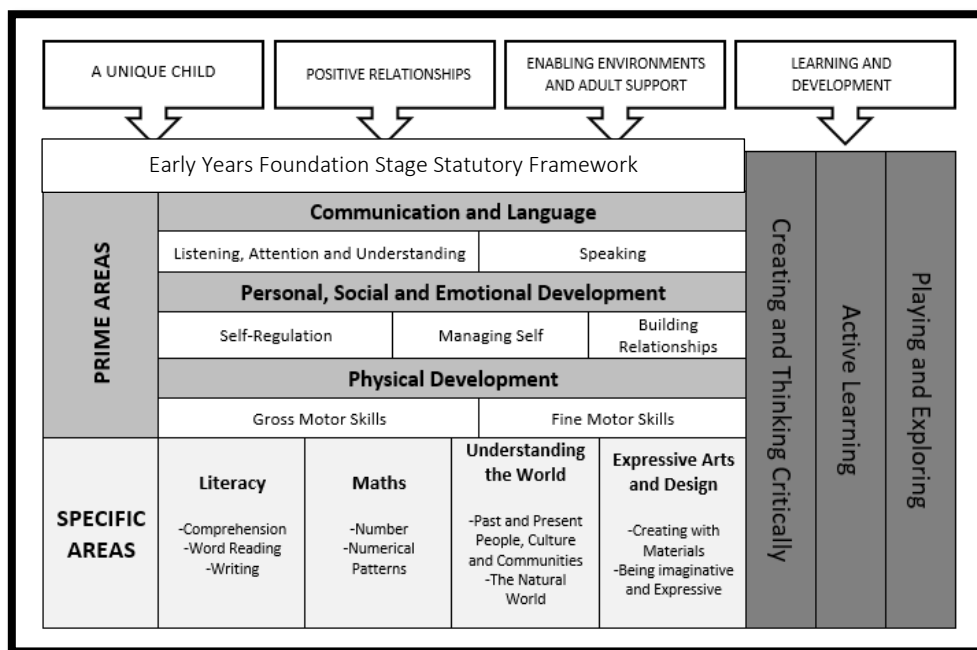 A UNIQUE CHILD
POSITIVE RELATIONSHIPS
ENABLING ENVIRONMENTS
AND ADULT SUPPORT
LEARNING AND
DEVELOPMENT
Early Years Foundation Stage Statutory Framework
PRIME AREAS
Communication and Language
Listening, Attention and Understanding
Speaking
Personal, Social and Emotional Development
Self-Regulation
Managing Self
Building
Relationships
Physical Development
Gross Motor Skills
Fine Motor Skills
SPECIFIC
AREAS
Literacy
-Comprehension
-Word Reading
-Writing
Maths
-Number
-Numerical
Patterns
Understanding
the World
-Past and Present
People, Culture
and Communities
-The Natural
World
Expressive Arts
and Design
-Creating with
Materials
-Being imaginative
and Expressive
Creating and Thinking Critically
Active Learning
Playing and Exploring